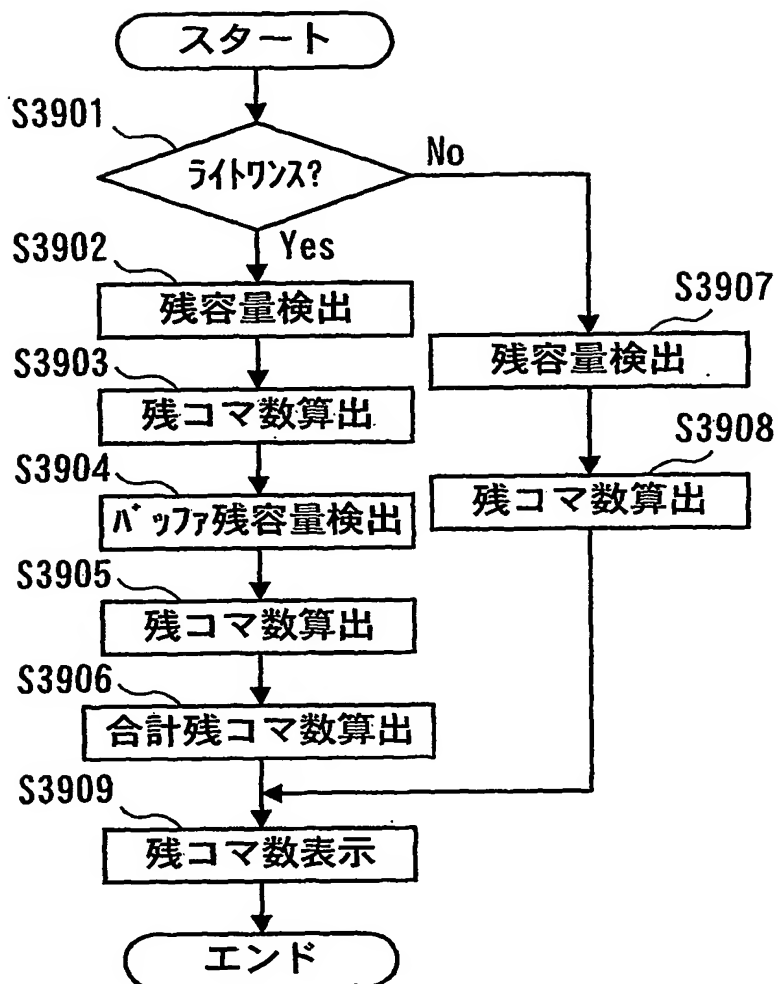 スタート
S3901
ライトワンス?
No
Yes
S3902
残容量検出
S3907
残容量検出
S3903
残コマ数算出
S3908
残コマ数算出
S3904
バッファ残容量検出
S3905
残コマ数算出
S3906
合計残コマ数算出
S3909
残コマ数表示
エンド